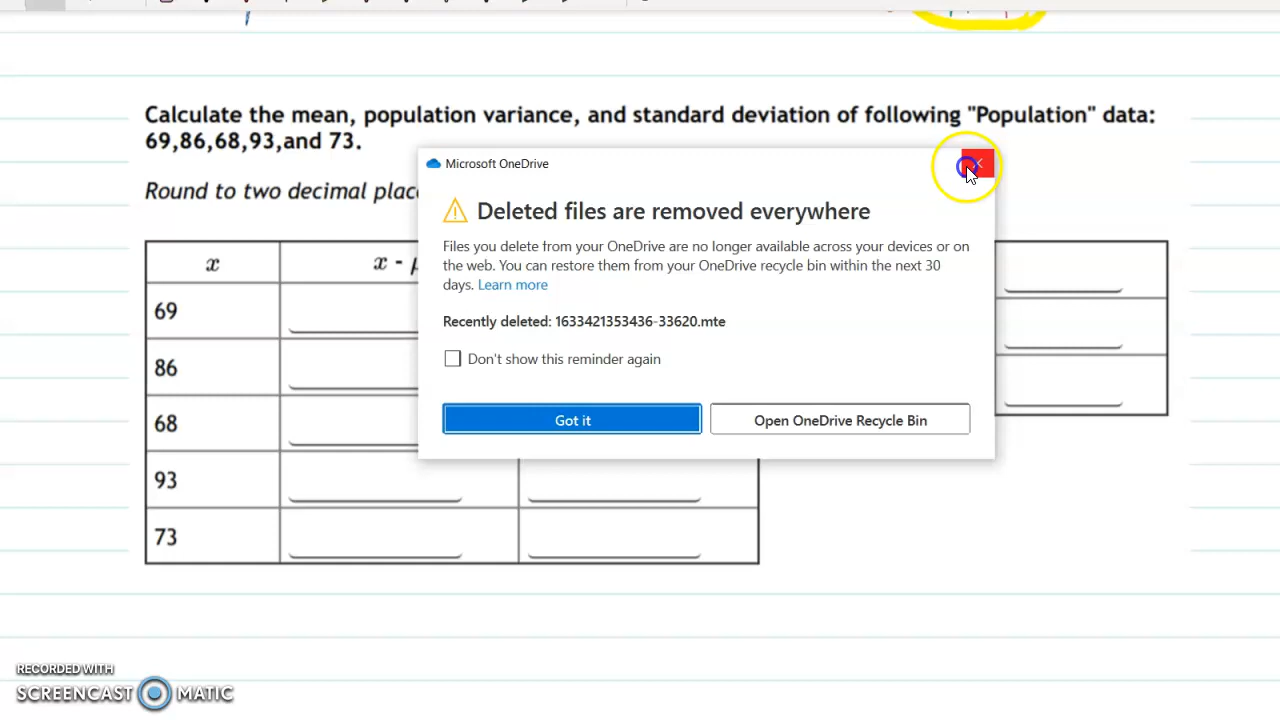 Calculate the mean, population variance, and standard deviation of following "Population" data:
69,86,68,93,and 73.
Microsoft OneDrive
Round to two decimal plac
Deleted files are removed everywhere
Files you delete from your OneDrive are no longer available across your devices or on
the web. You can restore them from your OneDrive recycle bin within the next 30
days. Learn more
Recently deleted: 1633421353436-33620.mte
Don't show this reminder again
Got it
Open OneDrive Recycle Bin
x
x - μ
69
86
68
93
73
RECORDED WITH
SCREENCAST MATIC